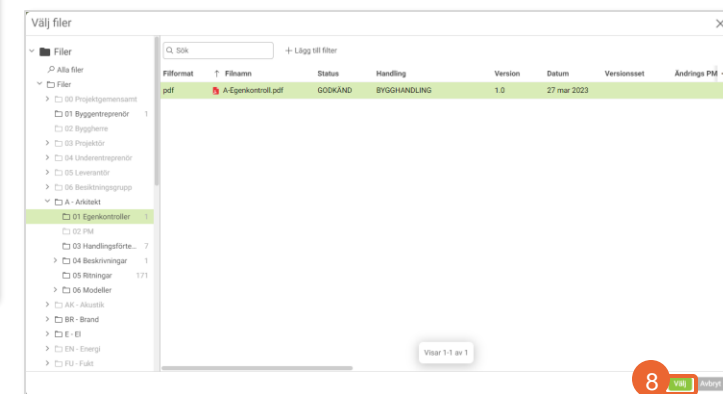 Välj filer
Filer
Alla filer
Filer
00 Projektgemensamt
01 Byggentreprenör 1
02 Byggherre
03 Projektör
04 Underentreprenör
05 Leverantör
06 Besiktningsgrupp
A - Arkitekt
01 Egenkontroller 1
02 PM
03 Handlingsförte... 7
04 Beskrivningar 1
05 Ritningar 171
06 Modeller
AK - Akustik
BR - Brand
E - El
EN - Energi
FU - Fukt
Sök
Lägg till filter
Filformat Filnamn Status Handling Version Datum Versionsset Ändrings PM
pdf A-Egenkontroll.pdf GODKÄND BYGGHANDLING 1.0 27 mar 2023
Visar 1-1 av 1
8 Välj Avbryt